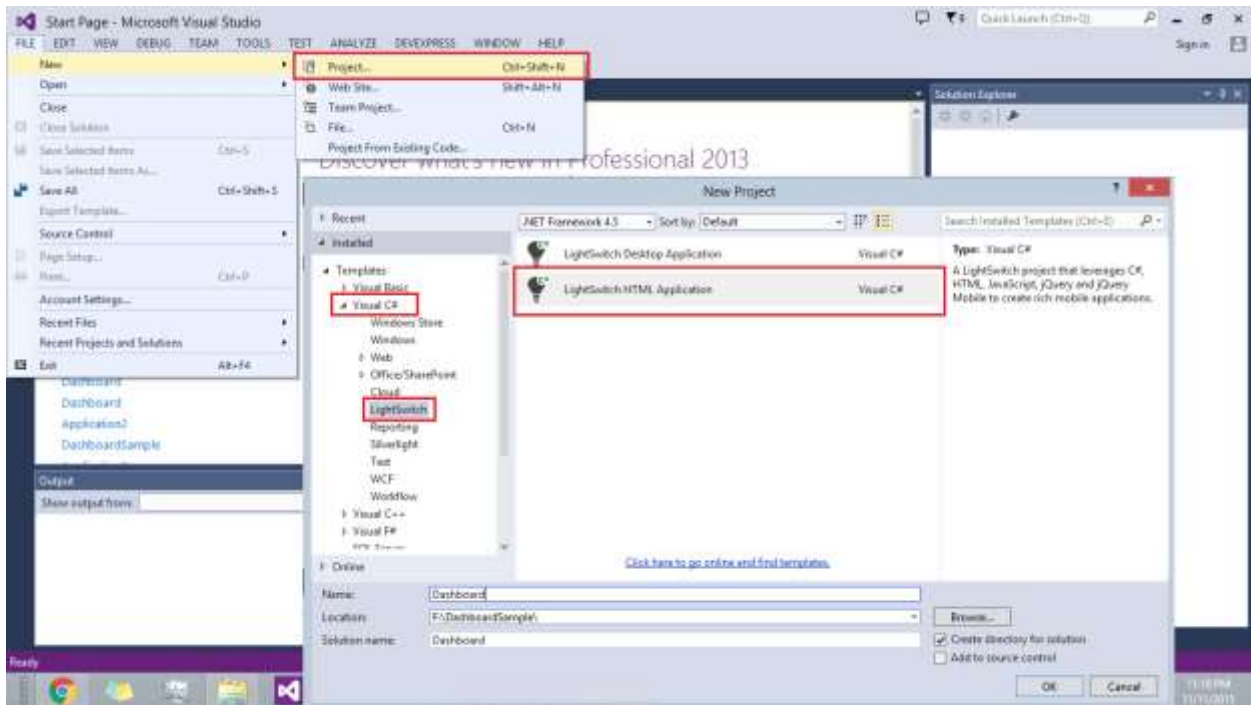 Start Page - Microsoft Visual Studio
Quick Launch (Ctrl+Q)
FILE EDIT VIEW DEBUG TEAM TOOLS TEST ANALYZE DEVEXPRESS WINDOW HELP
Sign in
New
Open
Close
Close Solution
Save Selected Items Ctrl+S
Save Selected Items As...
Save All Ctrl+Shift+S
Export Template...
Source Control
Page Setup...
Print... Ctrl+P
Account Settings...
Recent Files
Recent Projects and Solutions
Exit Alt+F4
Project... Ctrl+Shift+N
Web Site... Shift+Alt+N
Team Project...
File... Ctrl+N
Project From Existing Code...
Discover what's new in Professional 2013
Solution Explorer
Dashboard
Dashboard
Application2
DashboardSample
Output
Show output from:
Ready
New Project
Recent
Installed
Templates
Visual Basic
Visual C#
Windows Store
Windows
Web
Office/SharePoint
Cloud
LightSwitch
Reporting
Silverlight
Test
WCF
Workflow
Visual C++
Visual F#
SQL Server
Online
.NET Framework 4.5 Sort by: Default
Search Installed Templates (Ctrl+E)
LightSwitch Desktop Application Visual C#
LightSwitch HTML Application Visual C#
Type: Visual C#
A LightSwitch project that leverages C#,
HTML, JavaScript, jQuery and jQuery
Mobile to create rich mobile applications.
Click here to go online and find templates.
Name: Dashboard
Location: F:\DashboardSample\
Browse...
Solution name: Dashboard
Create directory for solution
Add to source control
OK Cancel